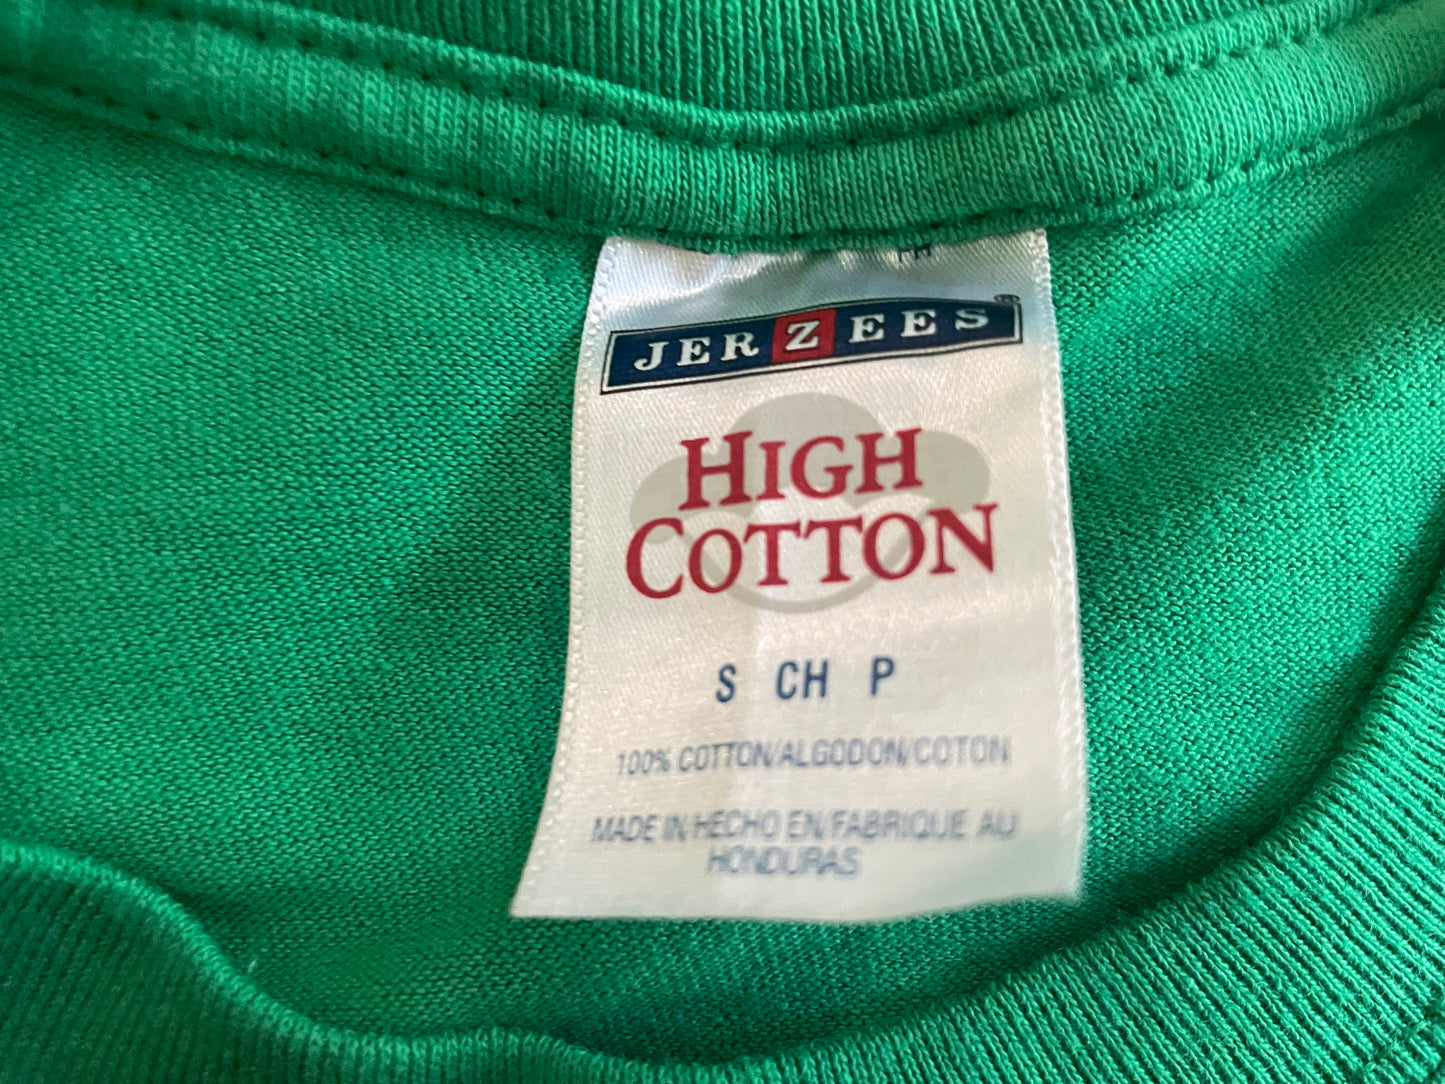 JERZEES®
HIGH
COTTON
S CH P
100% COTTON/ALGODON/COTON
MADE IN/HECHO EN/FABRIQUE AU
HONDURAS